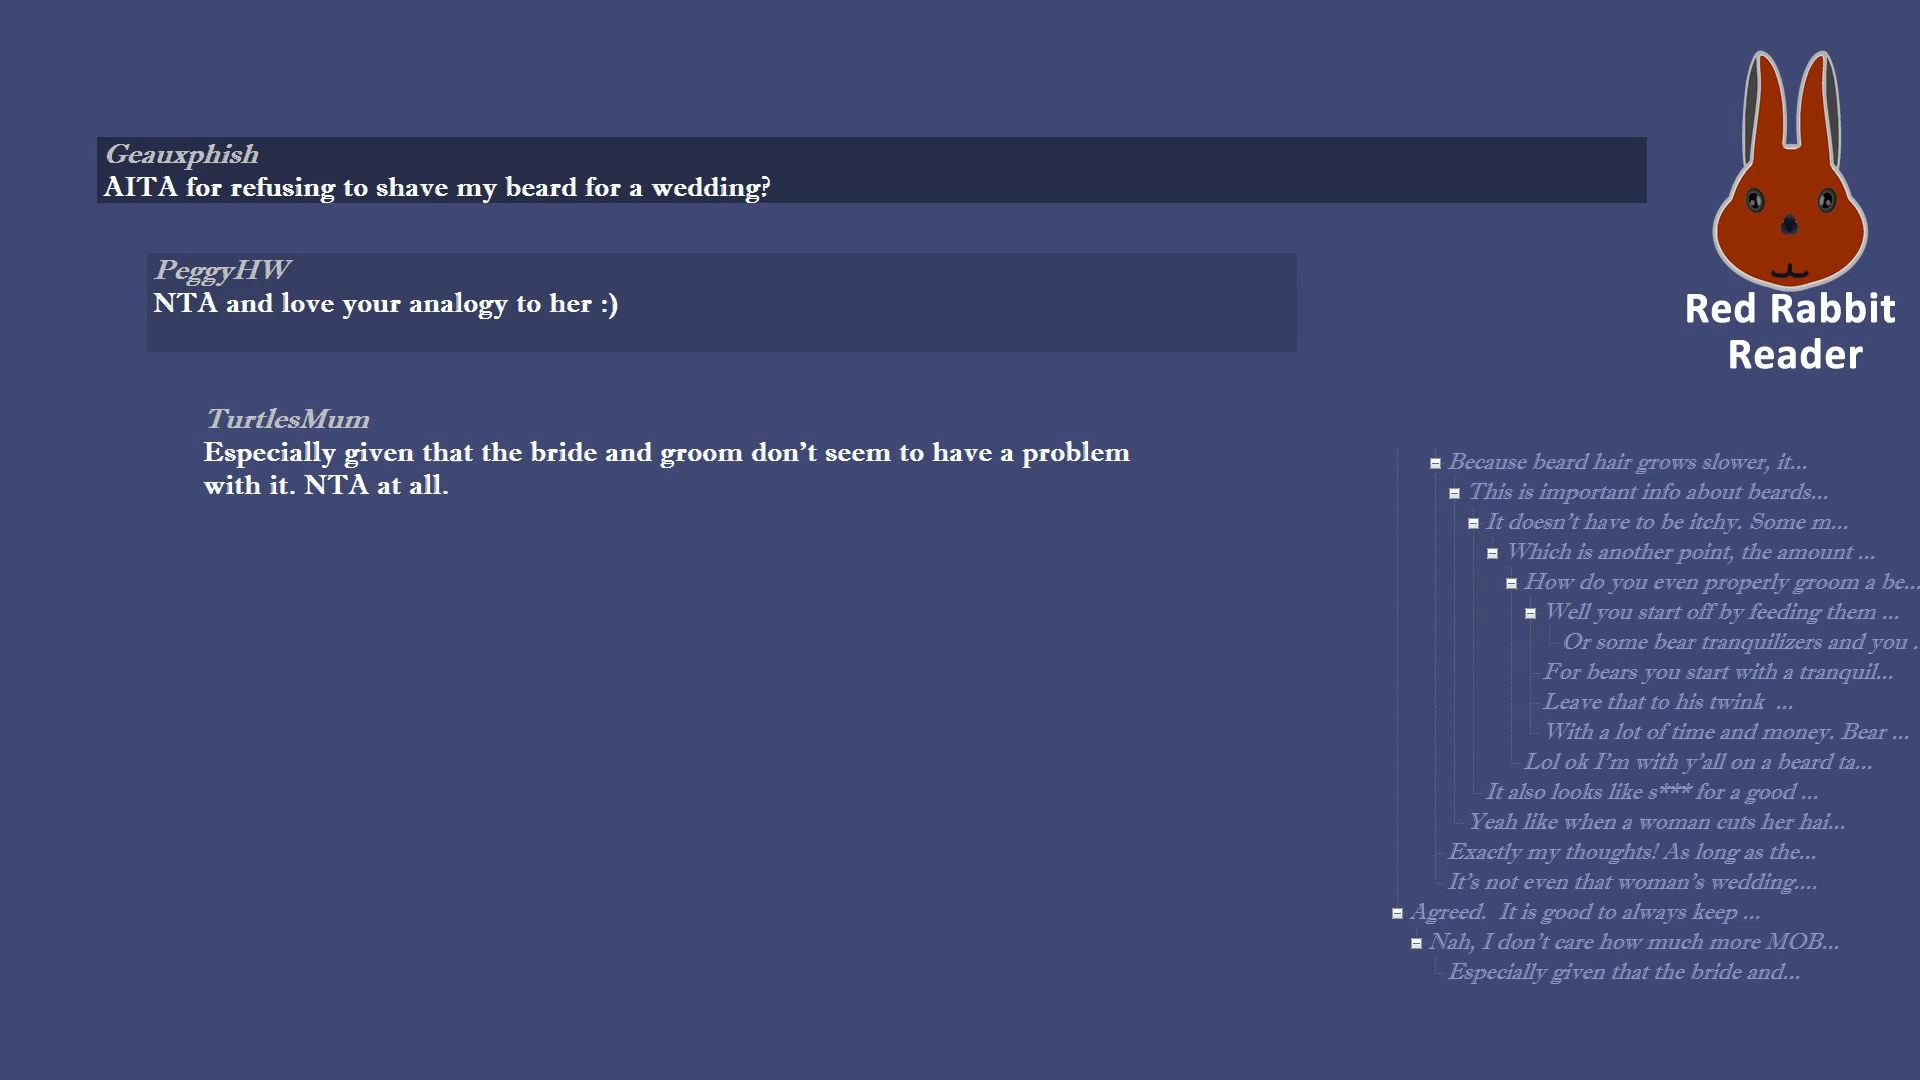 Geauxphish
AITA for refusing to shave my beard for a wedding?
PeggyHW
NTA and love your analogy to her :)
TurtlesMum
Especially given that the bride and groom don't seem to have a problem
with it. NTA at all.
Red Rabbit
Reader
Because beard hair grows slower, it...
This is important info about beards...
It doesn't have to be itchy. Some m...
Which is another point, the amount ...
How do you even properly groom a be...
Well you start off by feeding them ...
Or some bear tranquilizers and you .
For bears you start with a tranquil...
Leave that to his twink  ...
With a lot of time and money. Bear ...
Lol ok I'm with y'all on a beard ta...
It also looks like s*** for a good ...
Yeah like when a woman cuts her hai...
Exactly my thoughts! As long as the...
It's not even that woman's wedding....
Agreed.  It is good to always keep ...
Nah, I don't care how much more MOB...
Especially given that the bride and...